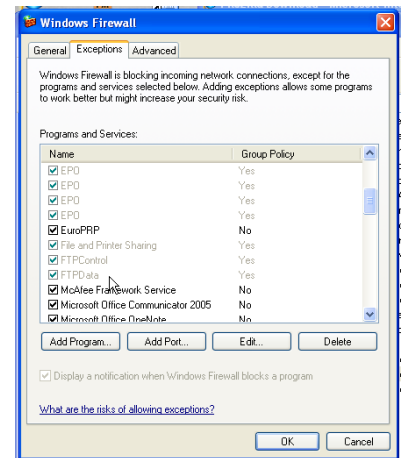 Windows Firewall
General Exceptions Advanced
Windows Firewall is blocking incoming network connections, except for the
programs and services selected below. Adding exceptions allows some programs
to work better but might increase your security risk.
Programs and Services:
Name Group Policy
EPO Yes
EPO Yes
EPO Yes
EPO Yes
EuroPRP No
File and Printer Sharing Yes
FTPControl Yes
FTPData Yes
McAfee Framework Service No
Microsoft Office Communicator 2005 No
Microsoft Office OneNote No
Add Program... Add Port... Edit... Delete
Display a notification when Windows Firewall blocks a program
What are the risks of allowing exceptions?
OK Cancel